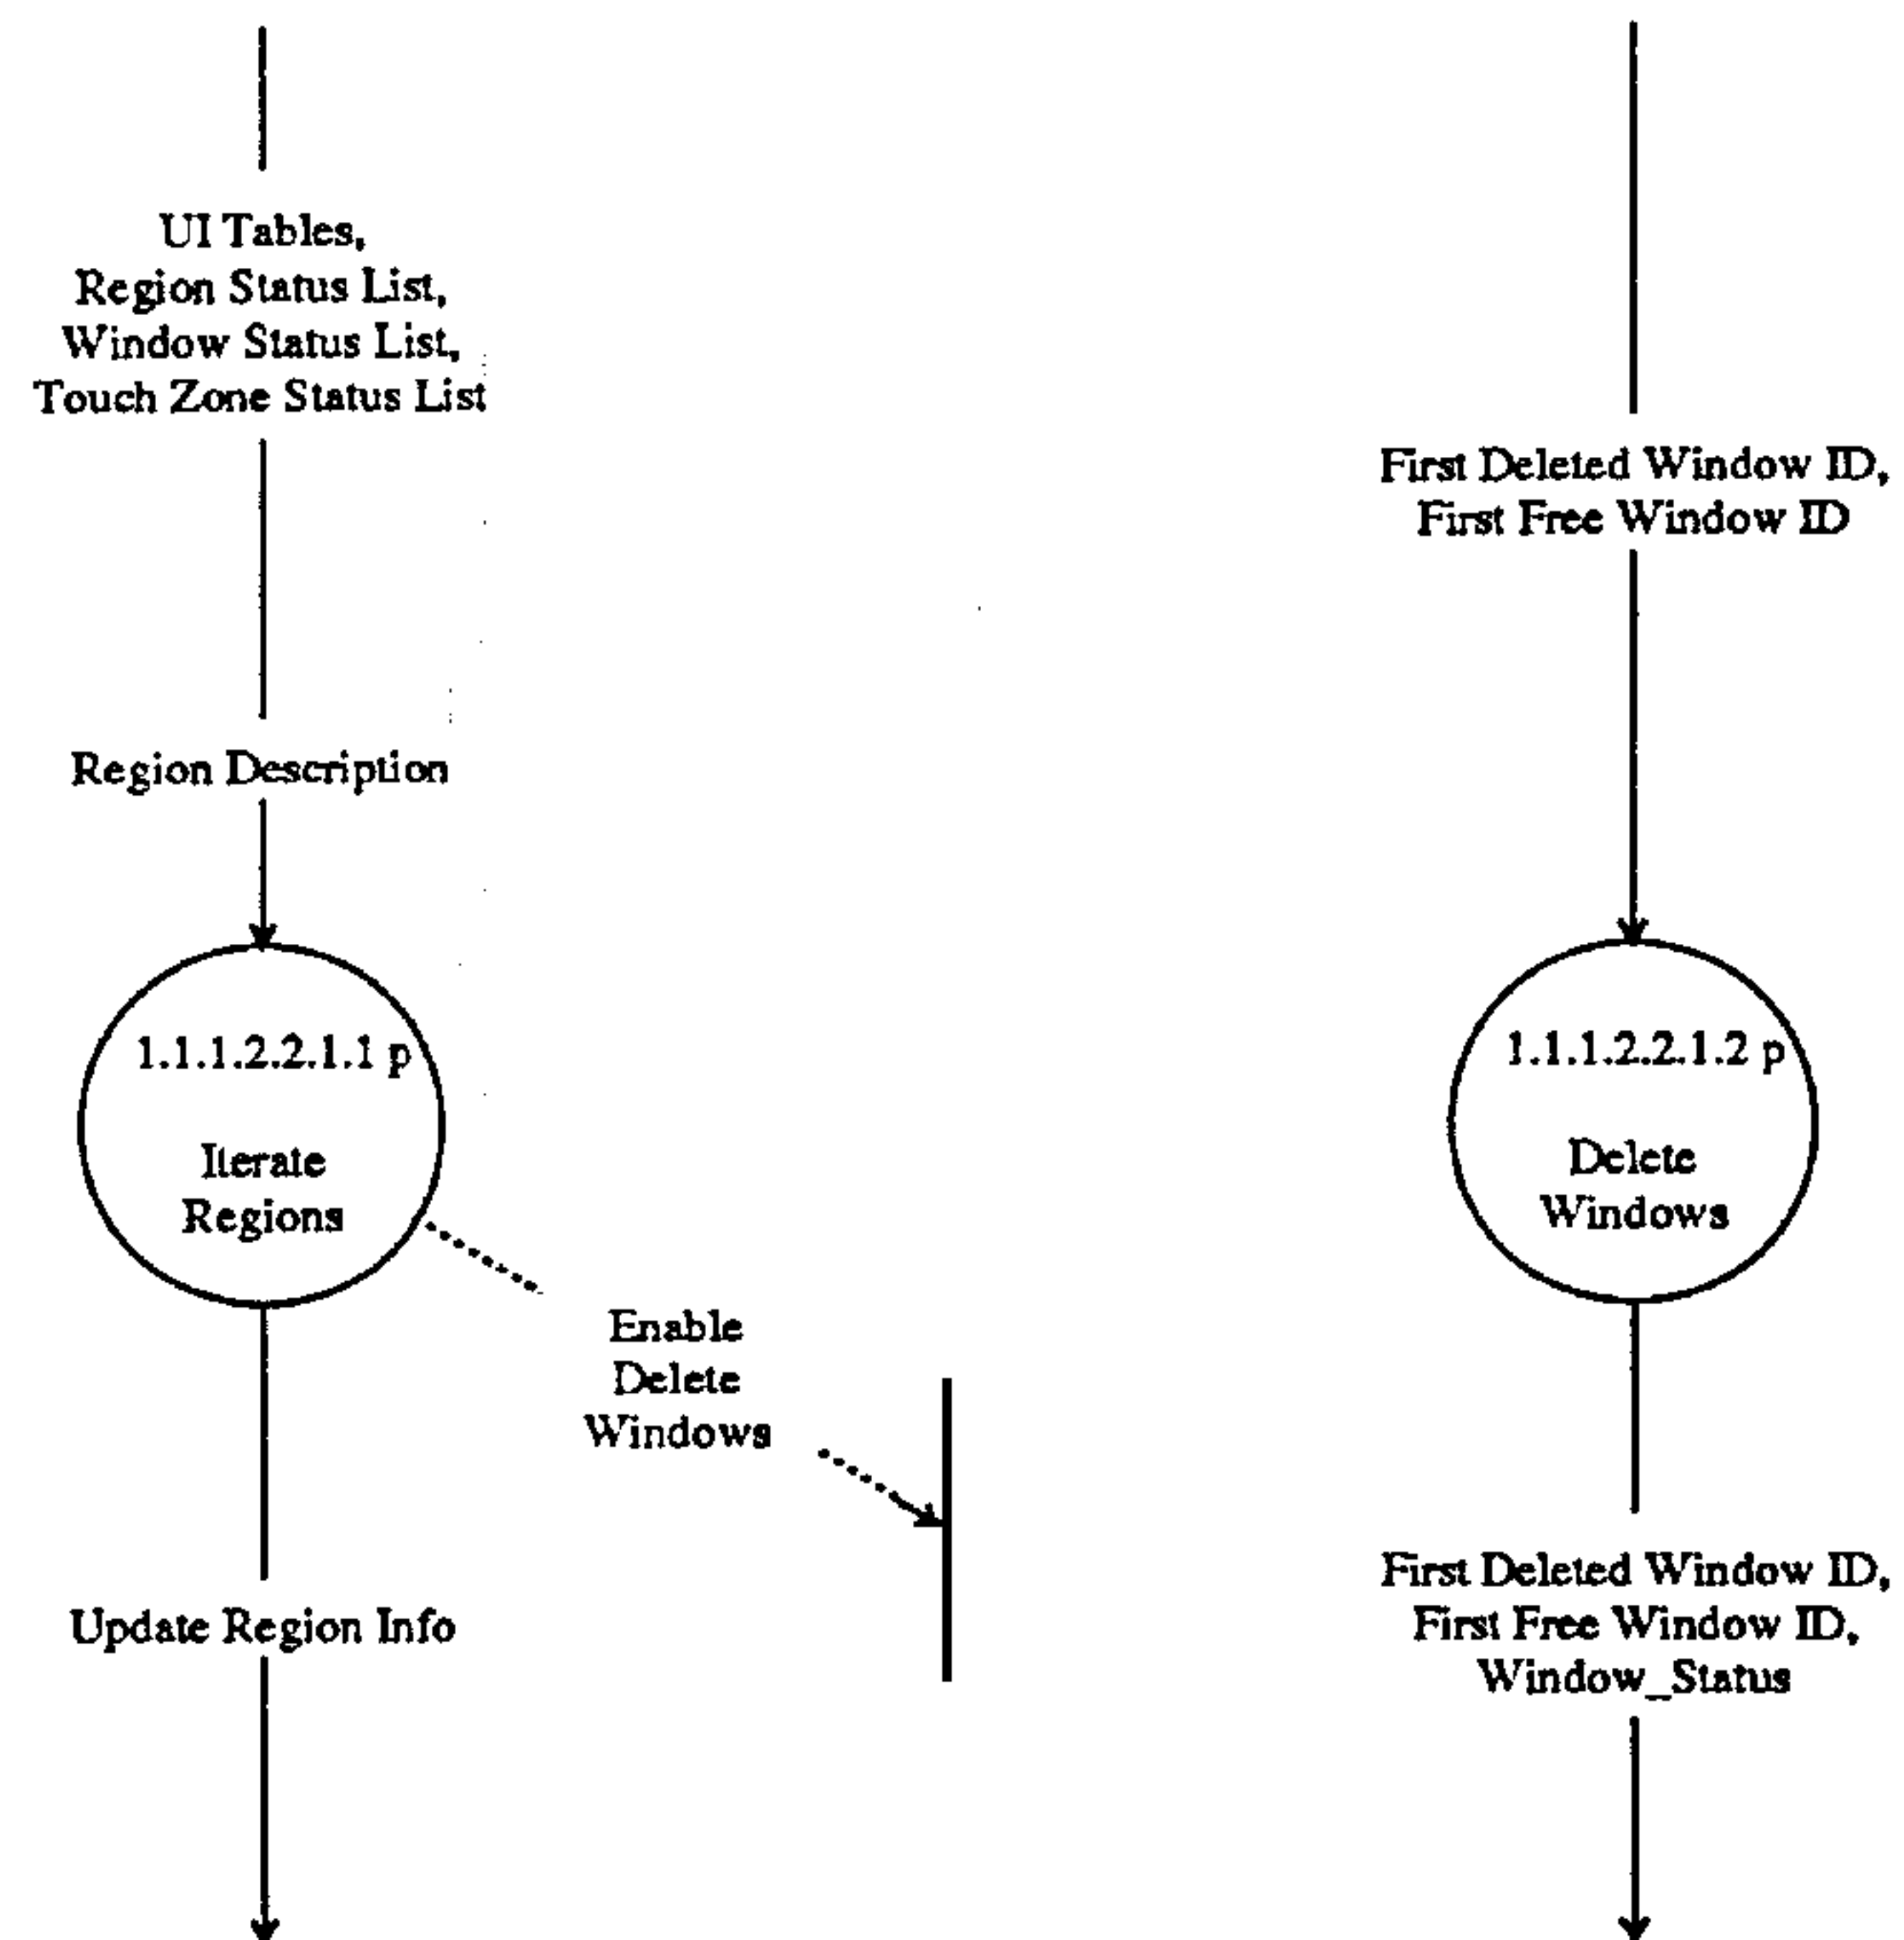 UI Tables,
Region Status List,
Window Status List,
Touch Zone Status List
Region Description
1.1.1.2.2.1.1 p
Iterate
Regions
Enable
Delete
Windows
Update Region Info
First Deleted Window ID,
First Free Window ID
1.1.1.2.2.1.2 p
Delete
Windows
First Deleted Window ID,
First Free Window ID,
Window_Status